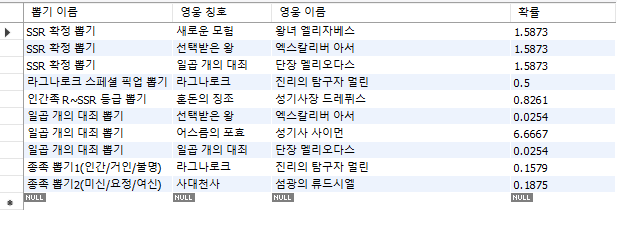 뽑기 이름 영웅 칭호 영웅 이름 확률
SSR 확정 뽑기 새로운 모험 왕녀 엘리자베스 1.5873
SSR 확정 뽑기 선택받은 왕 엑스칼리버 아서 1.5873
SSR 확정 뽑기 일곱 개의 대죄 단장 멜리오다스 1.5873
라그나로크 스페셜 픽업 뽑기 라그나로크 진리의 탐구자 멀린 0.5
인간족 R~SSR 등급 뽑기 혼돈의 징조 성기사장 드레퓌스 0.8261
일곱 개의 대죄 뽑기 선택받은 왕 엑스칼리버 아서 0.0254
일곱 개의 대죄 뽑기 어스름의 포효 성기사 사이먼 6.6667
일곱 개의 대죄 뽑기 일곱 개의 대죄 단장 멜리오다스 0.0254
종족 뽑기1(인간/거인/불명) 라그나로크 진리의 탐구자 멀린 0.1579
종족 뽑기2(마신/요정/여신) 사대천사 섬광의 류드시엘 0.1875
NULL NULL NULL NULL